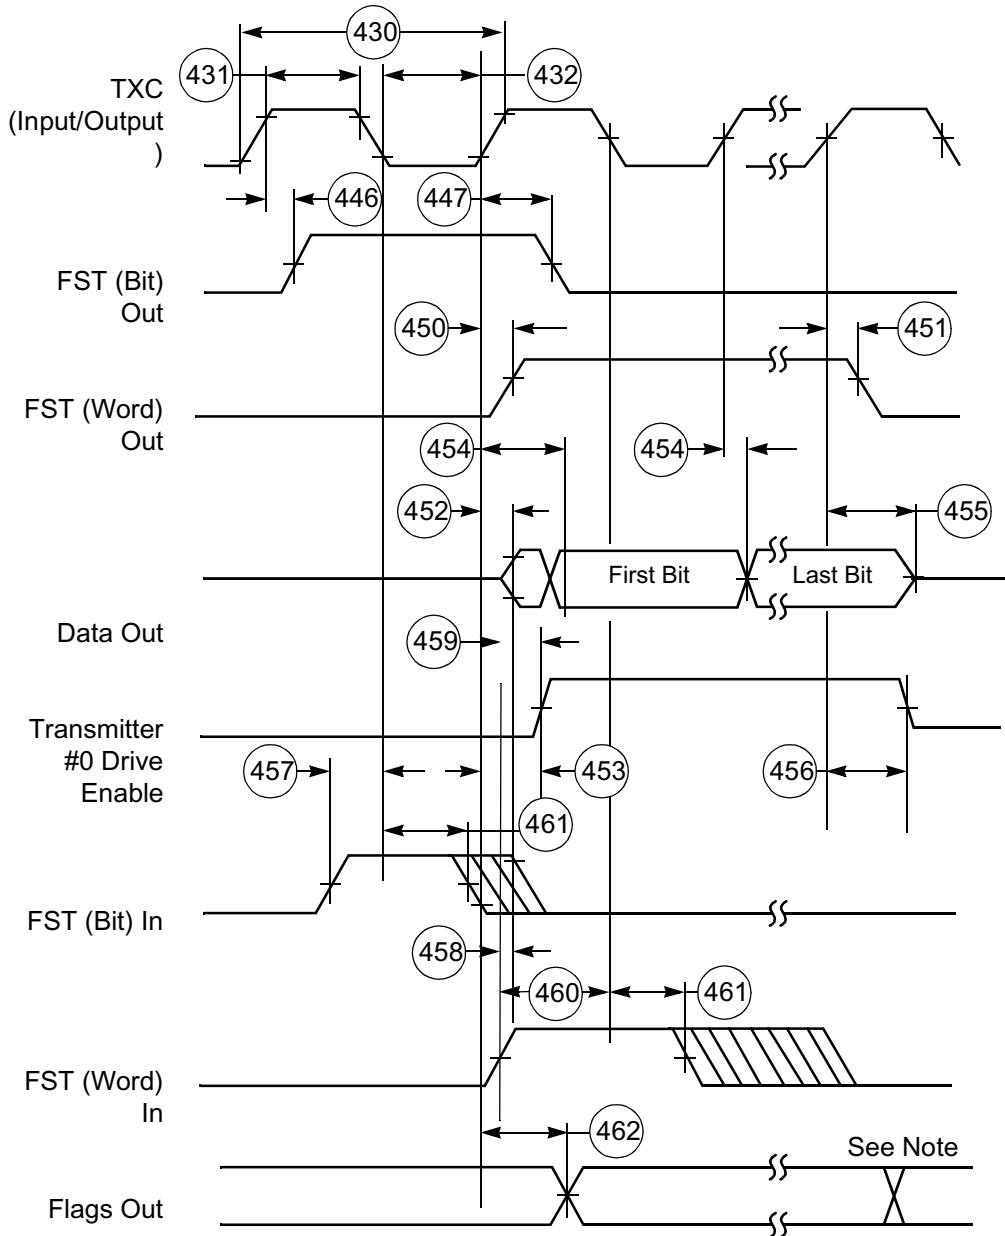 430
431
432
TXC
(Input/Output
)
446
447
FST (Bit)
Out
450
451
FST (Word)
Out
454
454
452
455
First Bit
Last Bit
Data Out
459
Transmitter
#0 Drive
Enable
457
453
456
461
FST (Bit) In
458
460
461
FST (Word)
In
462
See Note
Flags Out